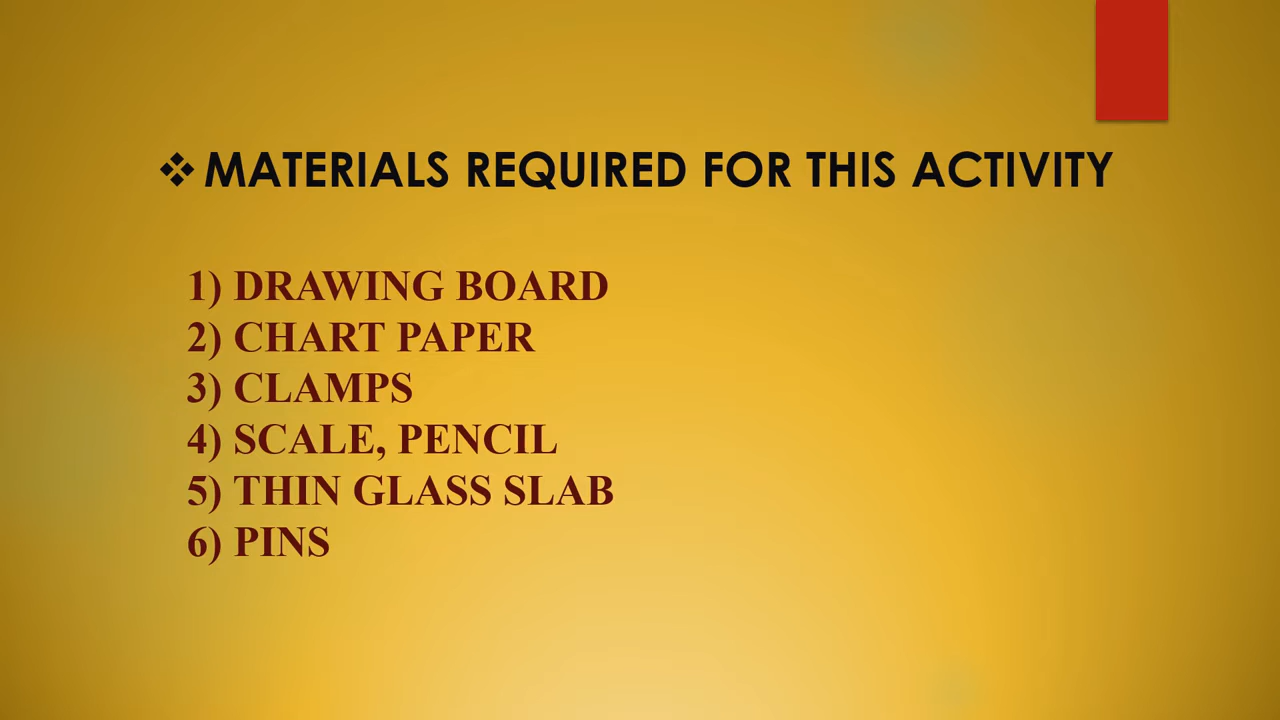 ❖ MATERIALS REQUIRED FOR THIS ACTIVITY
1) DRAWING BOARD
2) CHART PAPER
3) CLAMPS
4) SCALE, PENCIL
5) THIN GLASS SLAB
6) PINS